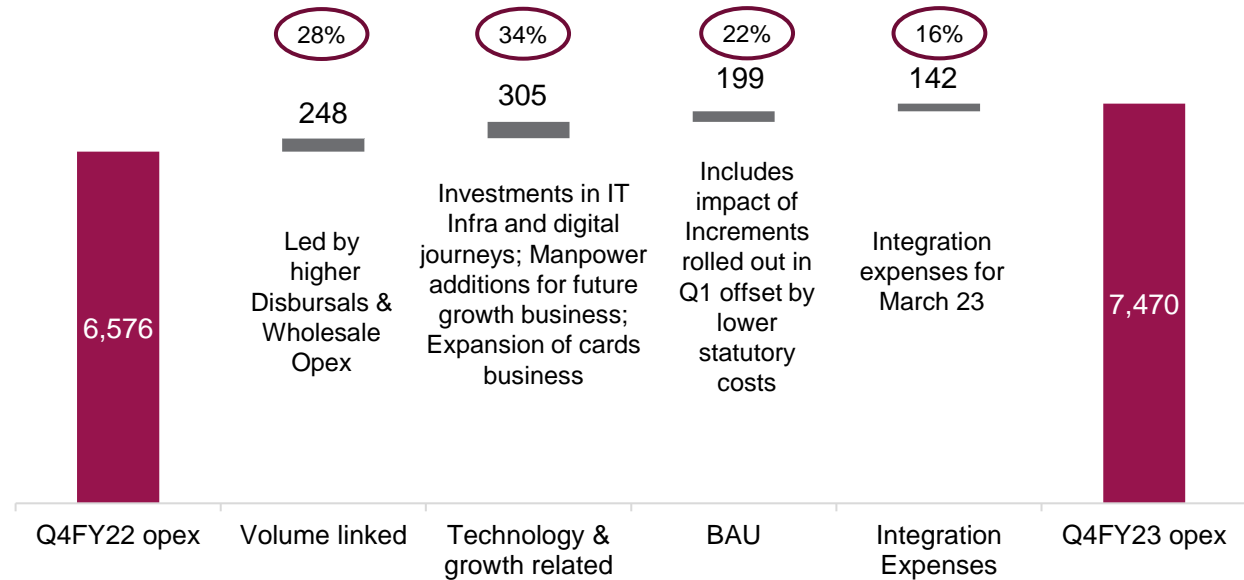 28%
34%
22%
16%
248
305
199
142
6,576
Led by
higher
Disbursals &
Wholesale
Opex
Investments in IT
Infra and digital
journeys; Manpower
additions for future
growth business;
Expansion of cards
business
Includes
impact of
Increments
rolled out in
Q1 offset by
lower
statutory
costs
Integration
expenses for
March 23
7,470
Q4FY22 opex
Volume linked
Technology &
growth related
BAU
Integration
Expenses
Q4FY23 opex